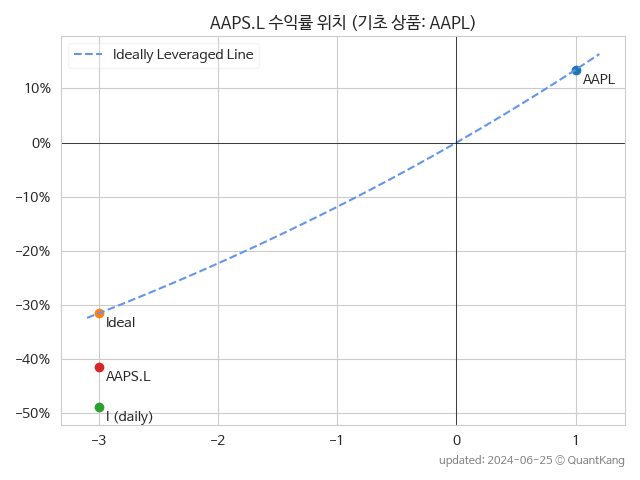 AAPS.L 수익률 위치 (기초 상품: AAPL)
Ideally Leveraged Line
AAPL
10%
0%
−10%
−20%
−30%
Ideal
−40%
AAPS.L
−50%
I (daily)
−3 −2 −1 0 1
updated: 2024-06-25 © QuantKang